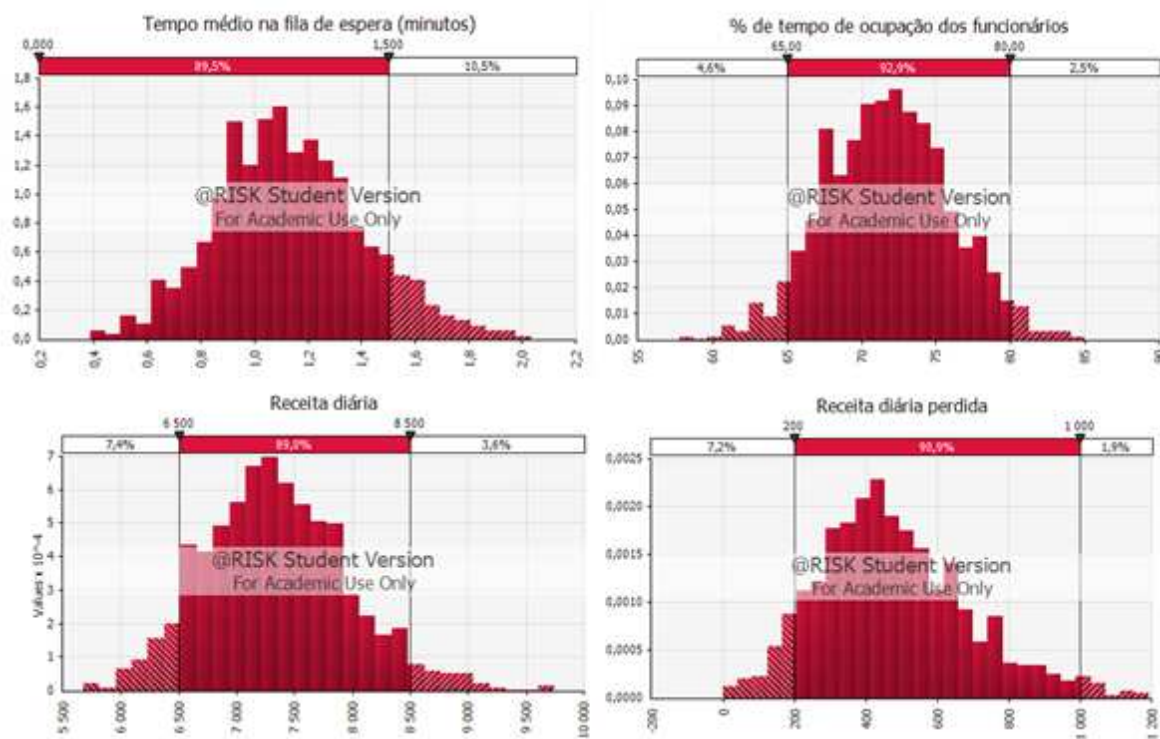 Tempo médio na fila de espera (minutos)
0,000 1,500
89,5% 10,5%
1,8
1,6
1,4
1,2
1,0
0,8
0,6
0,4
0,2
0,0
@RISK Student Version
For Academic Use Only
0,2 0,4 0,6 0,8 1,0 1,2 1,4 1,6 1,8 2,0 2,2
% de tempo de ocupação dos funcionários
65,00 80,00
4,6% 92,9% 2,5%
0,10
0,09
0,08
0,07
0,06
0,05
0,04
0,03
0,02
0,01
0,00
@RISK Student Version
For Academic Use Only
55 60 65 70 75 80 85 90
Receita diária
6 500 8 500
7,4% 89,0% 3,6%
7
6
5
4
3
2
1
0
Values x 10^-4
@RISK Student Version
For Academic Use Only
5 500 6 000 6 500 7 000 7 500 8 000 8 500 9 000 9 500 10 000
Receita diária perdida
200 1 000
7,2% 90,9% 1,9%
0,0025
0,0020
0,0015
0,0010
0,0005
0,0000
@RISK Student Version
For Academic Use Only
-200 0 200 400 600 800 1 000 1 200